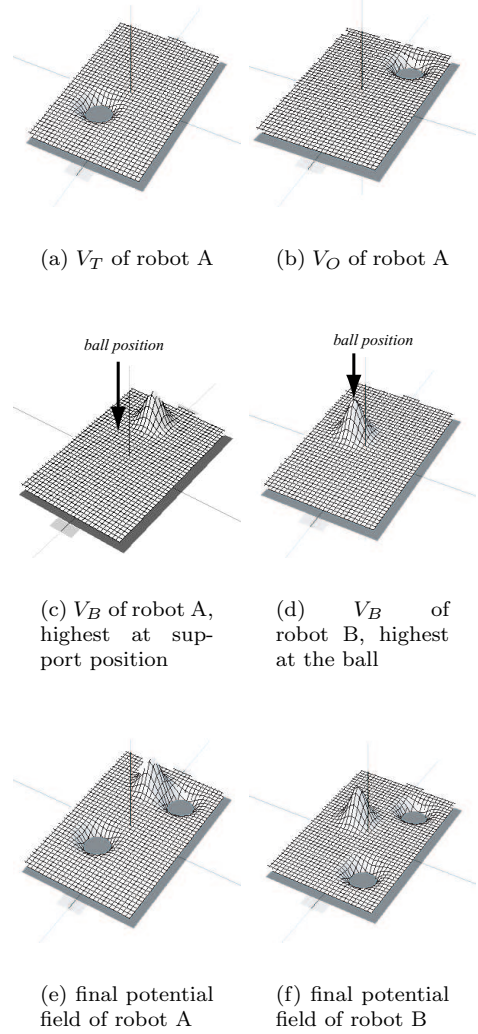 (a) V_T of robot A
(b) V_O of robot A
ball position
ball position
(c) V_B of robot A,
highest at sup-
port position
(d) V_B of
robot B, highest
at the ball
(e) final potential
field of robot A
(f) final potential
field of robot B